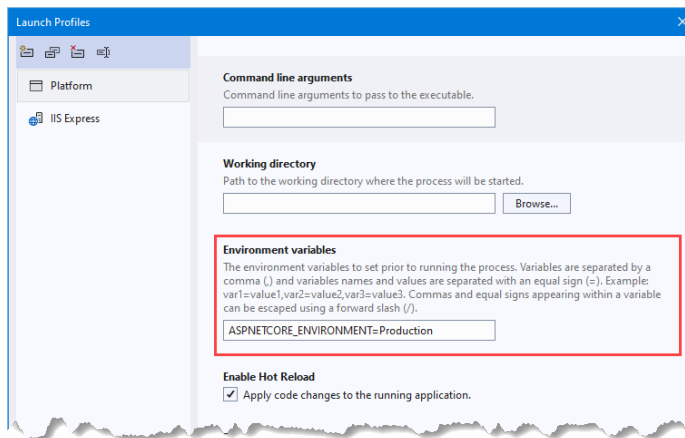 Launch Profiles
Platform
IIS Express
Command line arguments
Command line arguments to pass to the executable.
Working directory
Path to the working directory where the process will be started.
Browse...
Environment variables
The environment variables to set prior to running the process. Variables are separated by a
comma (,) and variables names and values are separated with an equal sign (=). Example:
var1=value1,var2=value2,var3=value3. Commas and equal signs appearing within a variable
can be escaped using a forward slash (/).
ASPNETCORE_ENVIRONMENT=Production
Enable Hot Reload
Apply code changes to the running application.